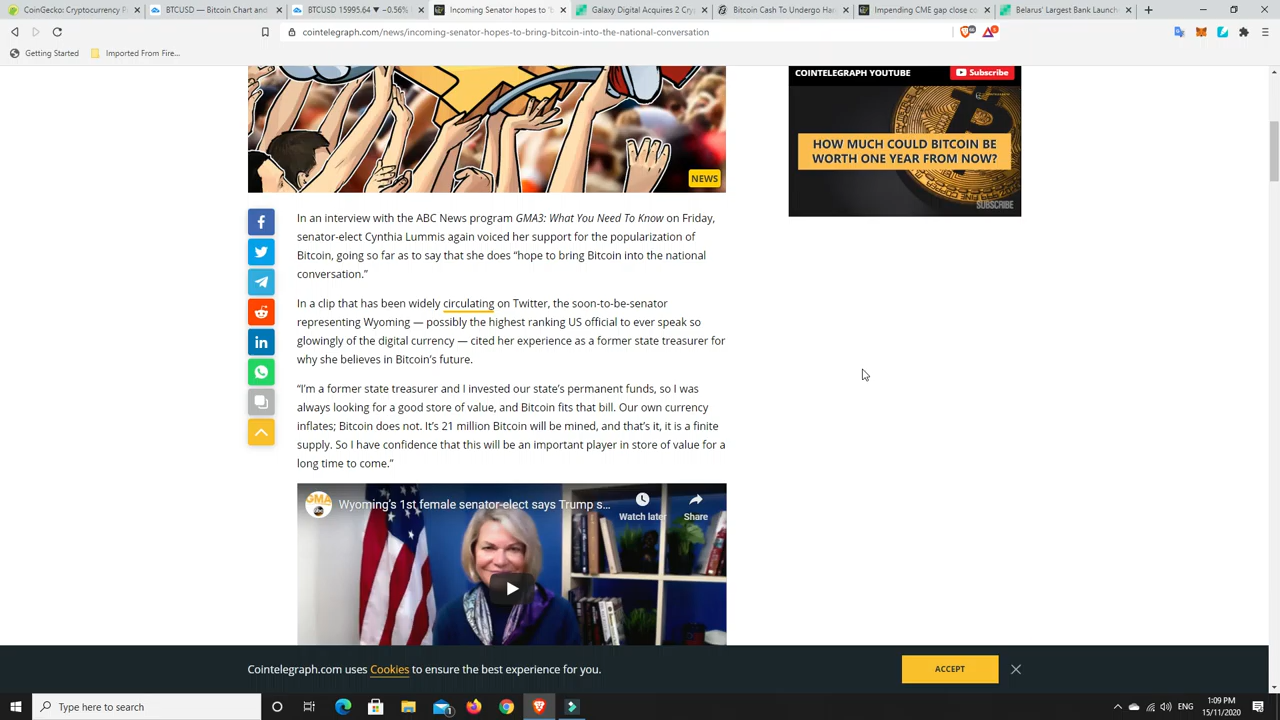 CoinGecko: Cryptocurrency P
BTCUSD — Bitcoin Chart and
BTCUSD 15995.64 ▼ −0.56%
Incoming Senator hopes to "b
Galaxy Digital Acquires 2 Cry
Bitcoin Cash To Undergo Har
Impending CME gap close co
Belarus' Largest Bank Launch
cointelegraph.com/news/incoming-senator-hopes-to-bring-bitcoin-into-the-national-conversation
Getting Started
Imported From Fire...
COINTELEGRAPH YOUTUBE
Subscribe
HOW MUCH COULD BITCOIN BE
WORTH ONE YEAR FROM NOW?
SUBSCRIBE
NEWS
In an interview with the ABC News program GMA3: What You Need To Know on Friday,
senator-elect Cynthia Lummis again voiced her support for the popularization of
Bitcoin, going so far as to say that she does “hope to bring Bitcoin into the national
conversation.”
In a clip that has been widely circulating on Twitter, the soon-to-be-senator
representing Wyoming — possibly the highest ranking US official to ever speak so
glowingly of the digital currency — cited her experience as a former state treasurer for
why she believes in Bitcoin’s future.
“I’m a former state treasurer and I invested our state’s permanent funds, so I was
always looking for a good store of value, and Bitcoin fits that bill. Our own currency
inflates; Bitcoin does not. It’s 21 million Bitcoin will be mined, and that’s it, it is a finite
supply. So I have confidence that this will be an important player in store of value for a
long time to come.”
GMA
Wyoming’s 1st female senator-elect says Trump s...
Watch later
Share
Cointelegraph.com uses Cookies to ensure the best experience for you.
ACCEPT
Type here to search
ENG
1:09 PM
15/11/2020